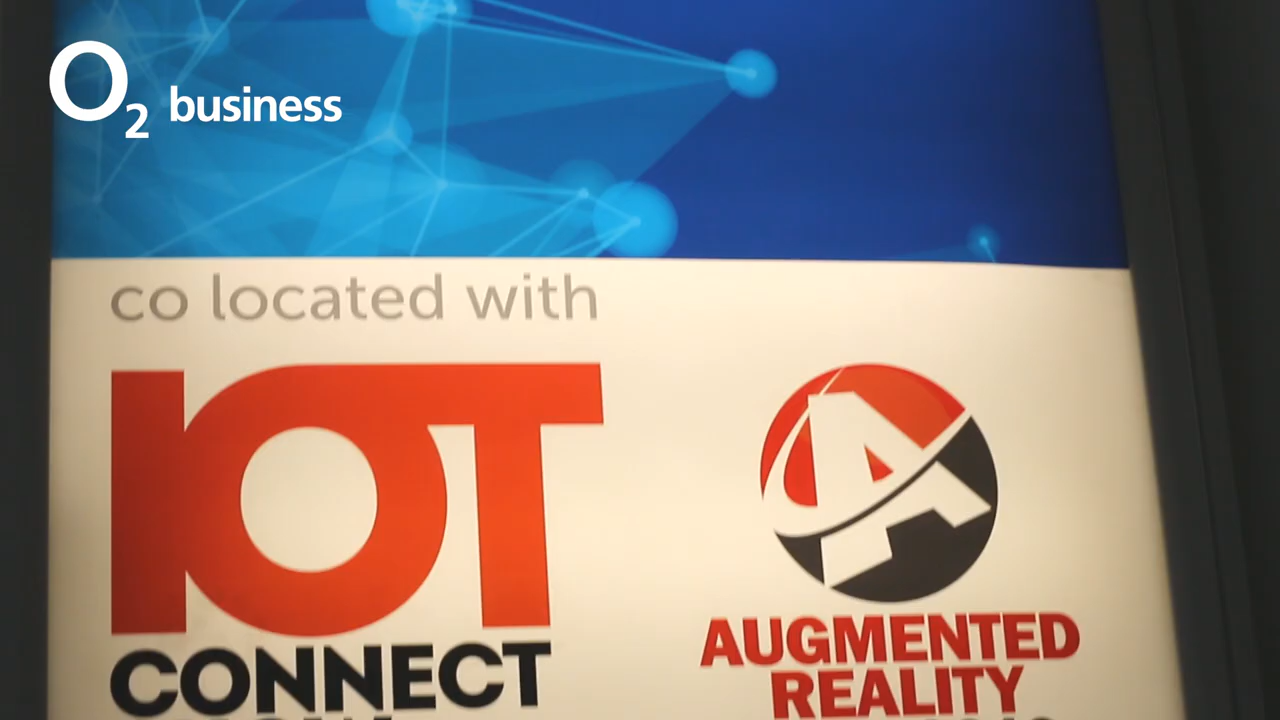 O2 business
co located with
IOT
CONNECT
AUGMENTED
REALITY